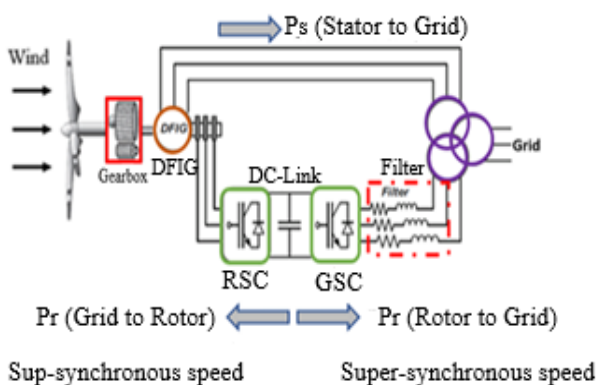 Ps (Stator to Grid)
Wind
DFIG
DFIG
Gearbox
DC-Link
Filter
Filter
Grid
RSC
GSC
Pr (Grid to Rotor)
Pr (Rotor to Grid)
Sup-synchronous speed
Super-synchronous speed